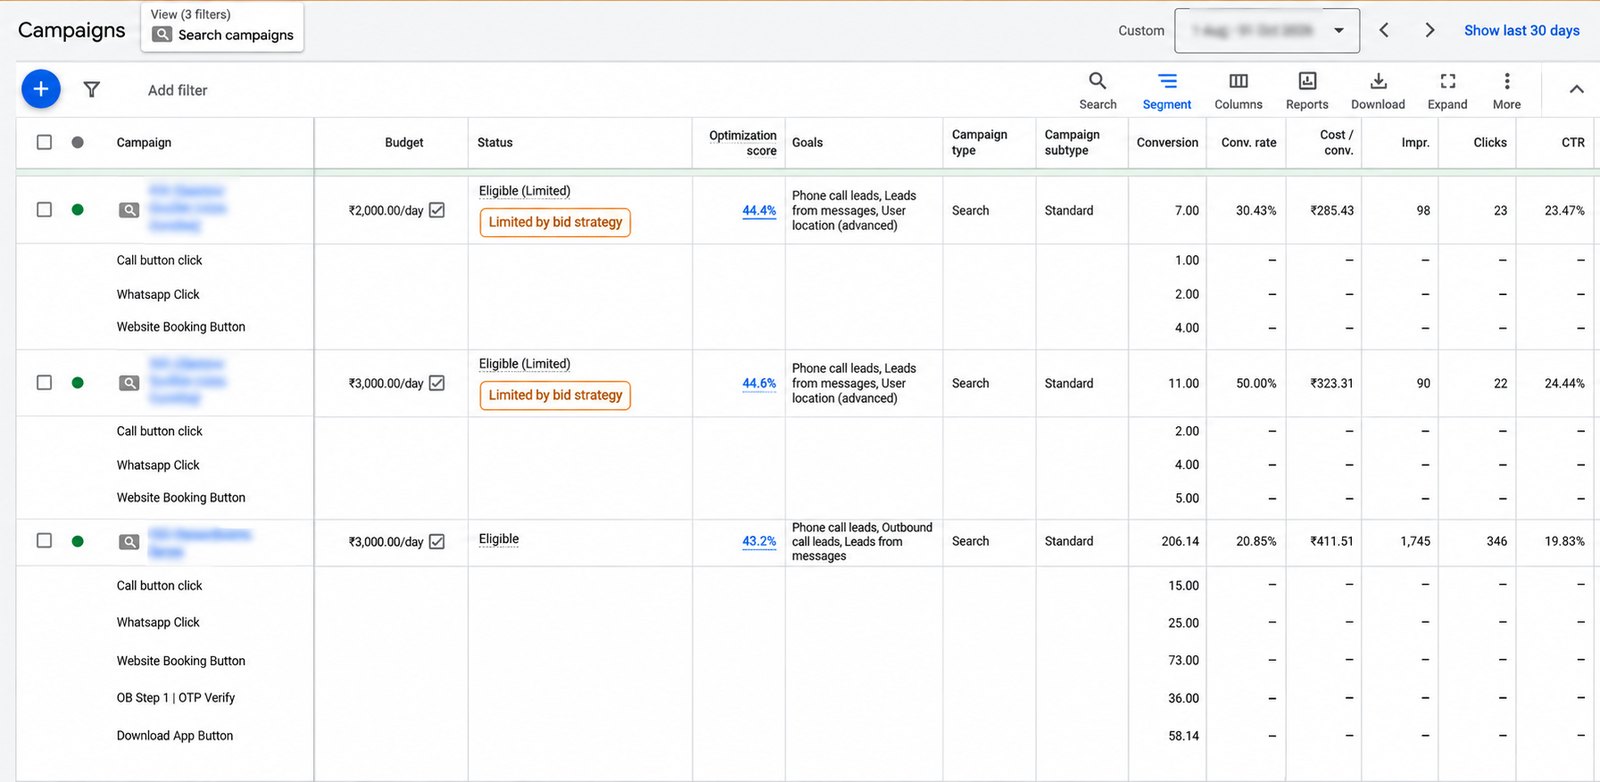 Campaigns
View (3 filters)
Search campaigns
Custom
Show last 30 days
Add filter
Search
Segment
Columns
Reports
Download
Expand
More
Campaign
Budget
Status
Optimization
score
Goals
Campaign
type
Campaign
subtype
Conversion
Conv. rate
Cost /
conv.
Impr.
Clicks
CTR
₹2,000.00/day
Eligible (Limited)
Limited by bid strategy
44.4%
Phone call leads, Leads
from messages, User
location (advanced)
Search
Standard
7.00
30.43%
₹285.43
98
23
23.47%
Call button click 1.00 – – – – –
Whatsapp Click 2.00 – – – – –
Website Booking Button 4.00 – – – – –
₹3,000.00/day
Eligible (Limited)
Limited by bid strategy
44.6%
Phone call leads, Leads
from messages, User
location (advanced)
Search
Standard
11.00
50.00%
₹323.31
90
22
24.44%
Call button click 2.00 – – – – –
Whatsapp Click 4.00 – – – – –
Website Booking Button 5.00 – – – – –
₹3,000.00/day
Eligible
43.2%
Phone call leads, Outbound
call leads, Leads from
messages
Search
Standard
206.14
20.85%
₹411.51
1,745
346
19.83%
Call button click 15.00 – – – – –
Whatsapp Click 25.00 – – – – –
Website Booking Button 73.00 – – – – –
OB Step 1 | OTP Verify 36.00 – – – – –
Download App Button 58.14 – – – – –